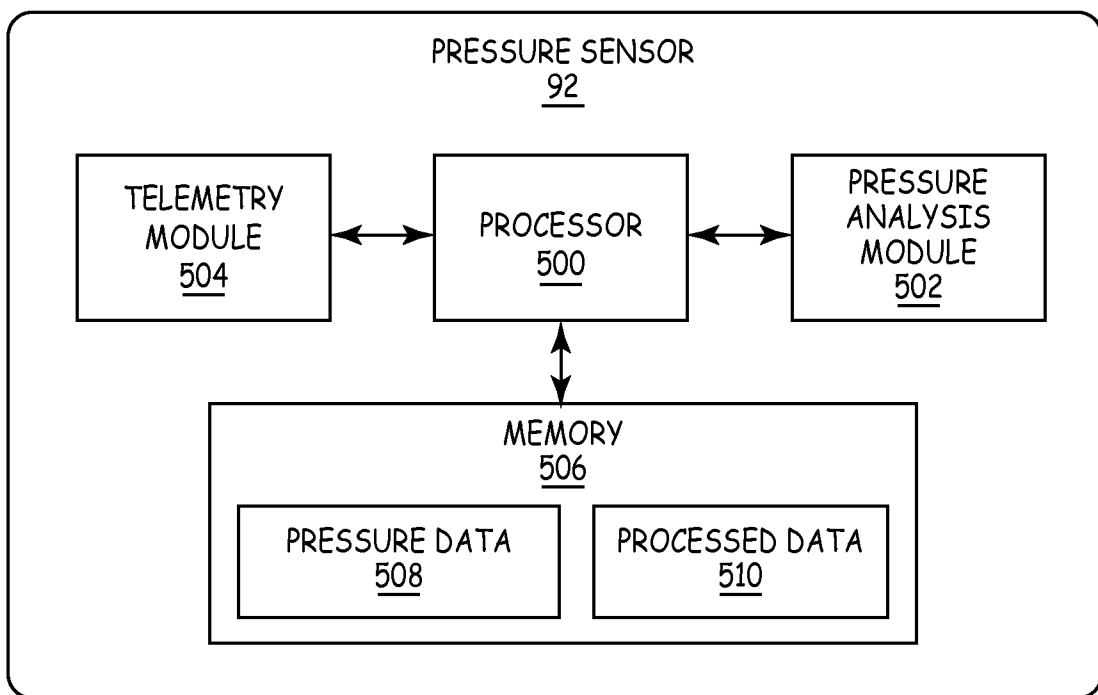 PRESSURE SENSOR
92
TELEMETRY
MODULE
504
PROCESSOR
500
PRESSURE
ANALYSIS
MODULE
502
MEMORY
506
PRESSURE DATA
508
PROCESSED DATA
510